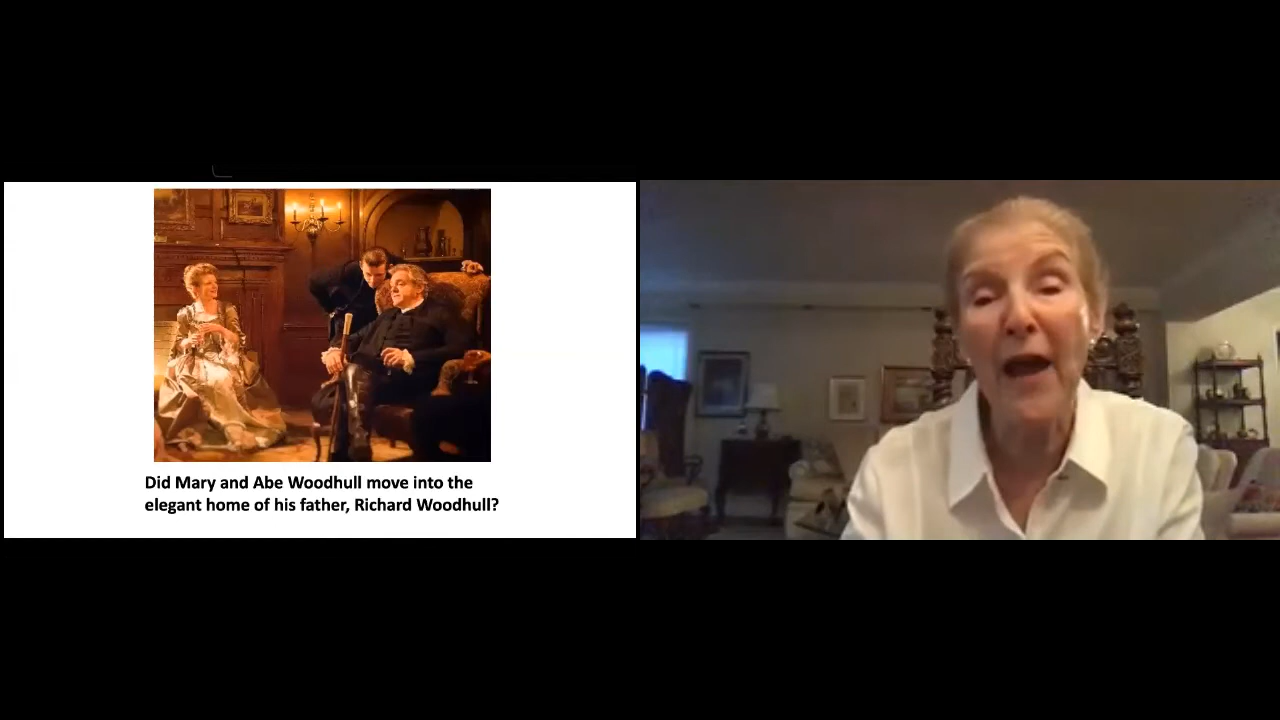 Did Mary and Abe Woodhull move into the
elegant home of his father, Richard Woodhull?